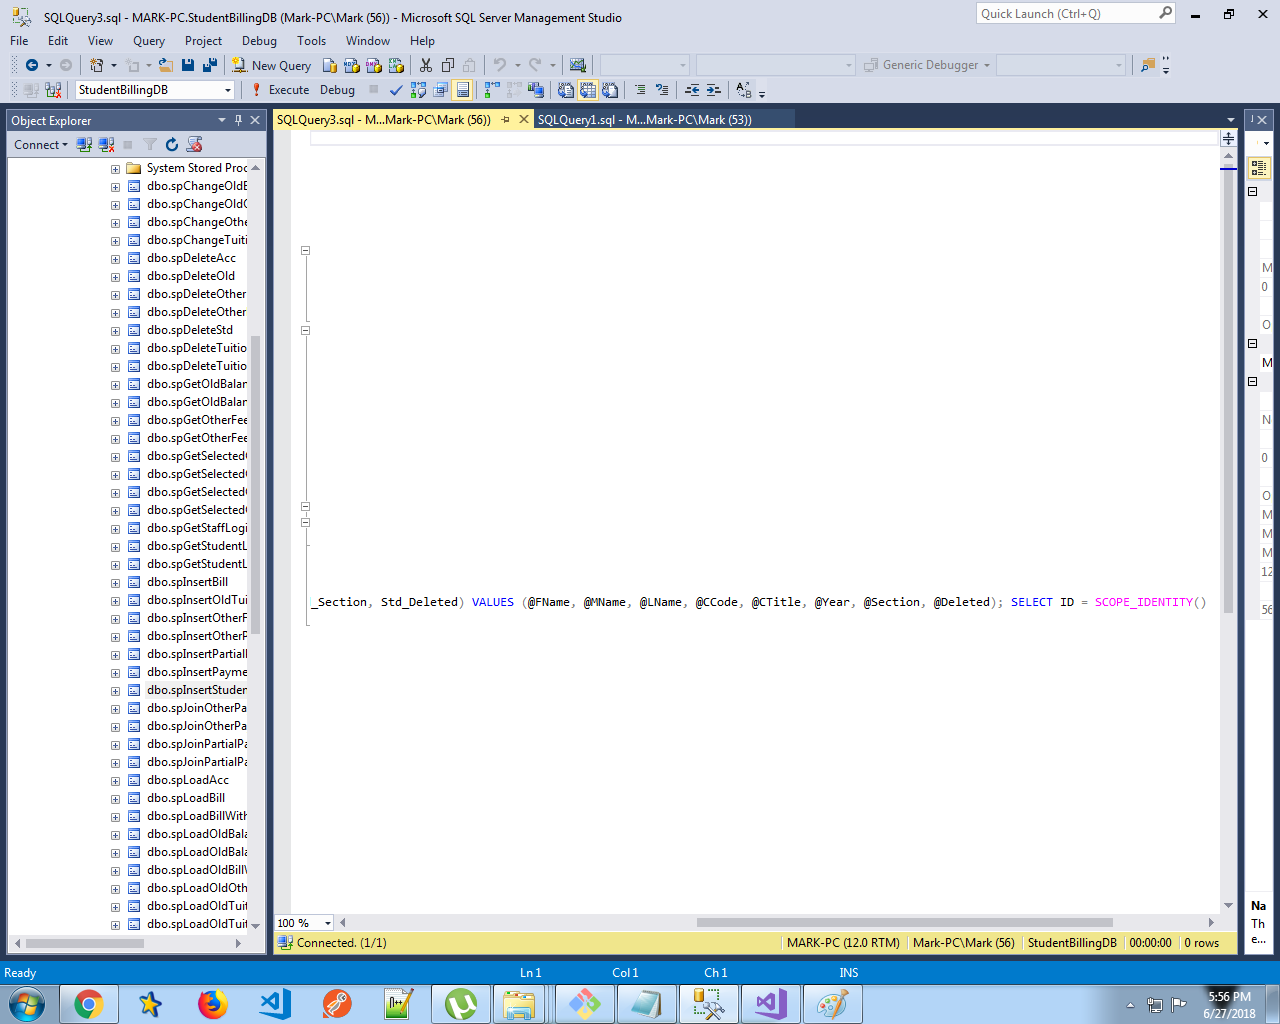 SQLQuery3.sql - MARK-PC.StudentBillingDB (Mark-PC\Mark (56)) - Microsoft SQL Server Management Studio
Quick Launch (Ctrl+Q)
File Edit View Query Project Debug Tools Window Help
New Query
Generic Debugger
StudentBillingDB
Execute Debug
Object Explorer
SQLQuery3.sql - M...Mark-PC\Mark (56))
SQLQuery1.sql - M...Mark-PC\Mark (53))
Connect
System Stored Proc
dbo.spChangeOldB
dbo.spChangeOldC
dbo.spChangeOthe
dbo.spChangeTuiti
dbo.spDeleteAcc
dbo.spDeleteOld
dbo.spDeleteOther
dbo.spDeleteOther
dbo.spDeleteStd
dbo.spDeleteTuitio
dbo.spDeleteTuitio
dbo.spGetOldBalan
dbo.spGetOldBalan
dbo.spGetOtherFee
dbo.spGetOtherFee
dbo.spGetSelected
dbo.spGetSelected
dbo.spGetSelected
dbo.spGetSelected
dbo.spGetStaffLogi
dbo.spGetStudentL
dbo.spGetStudentL
dbo.spInsertBill
dbo.spInsertOldTui
dbo.spInsertOtherF
dbo.spInsertOtherP
dbo.spInsertPartial
dbo.spInsertPayme
dbo.spInsertStuden
dbo.spJoinOtherPa
dbo.spJoinOtherPa
dbo.spJoinPartialPa
dbo.spJoinPartialPa
dbo.spLoadAcc
dbo.spLoadBill
dbo.spLoadBillWith
dbo.spLoadOldBala
dbo.spLoadOldBala
dbo.spLoadOldBillV
dbo.spLoadOldOth
dbo.spLoadOldTuit
dbo.spLoadOldTuit
_Section, Std_Deleted) VALUES (@FName, @MName, @LName, @CCode, @CTitle, @Year, @Section, @Deleted); SELECT ID = SCOPE_IDENTITY()
M
0
O
M
N
0
O
M
M
M
12
56
Na
Th
e...
100 %
Connected. (1/1)
MARK-PC (12.0 RTM) Mark-PC\Mark (56) StudentBillingDB 00:00:00 0 rows
Ready Ln 1 Col 1 Ch 1 INS
5:56 PM
6/27/2018